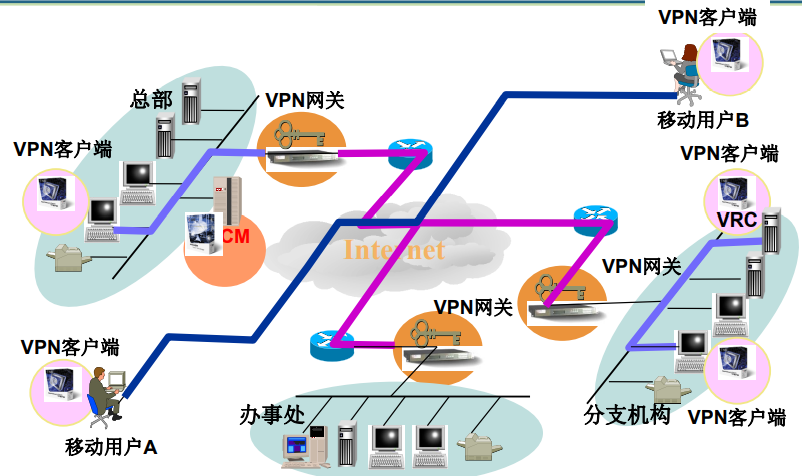 VPN客户端
总部
VPN网关
移动用户B
VPN客户端
VPN客户端
VRC
CM
Internet
VPN网关
VPN网关
VPN客户端
办事处
分支机构
VPN客户端
移动用户A